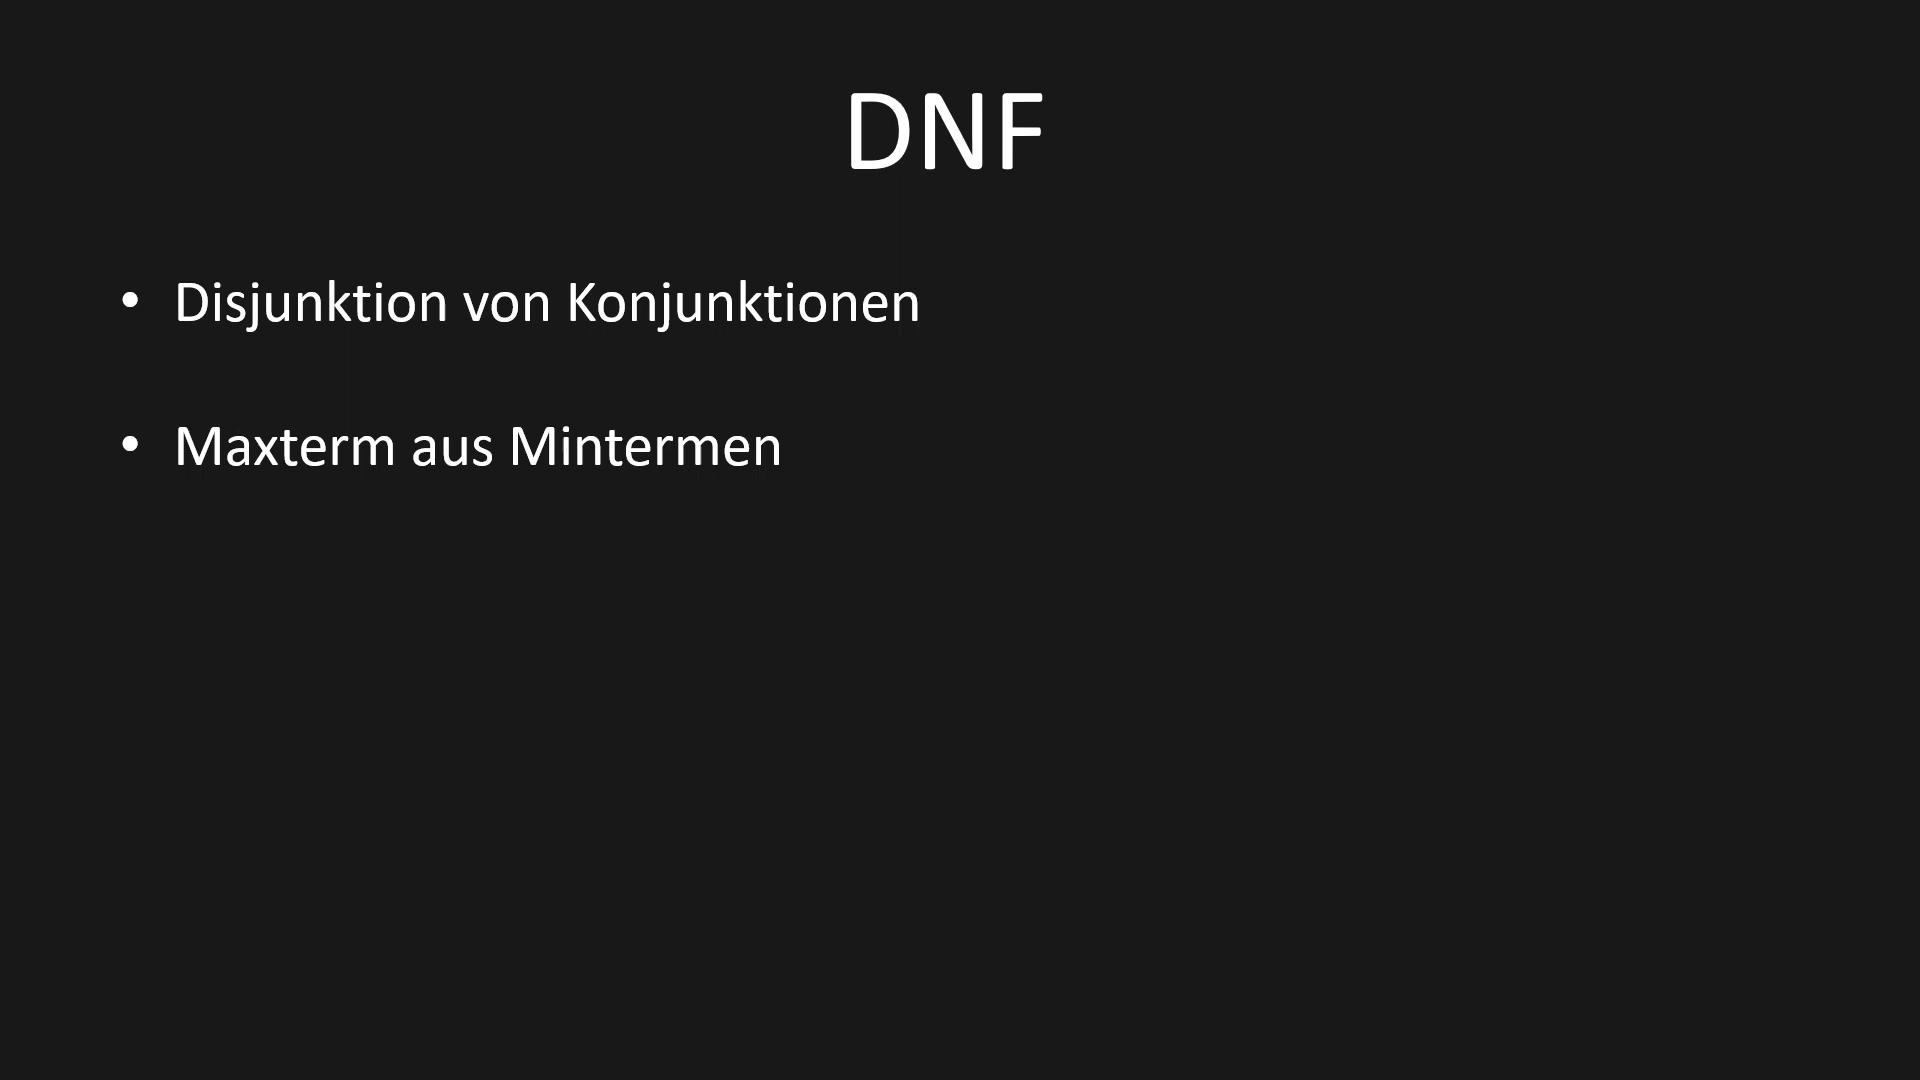 DNF
• Disjunktion von Konjunktionen
• Maxterm aus Mintermen